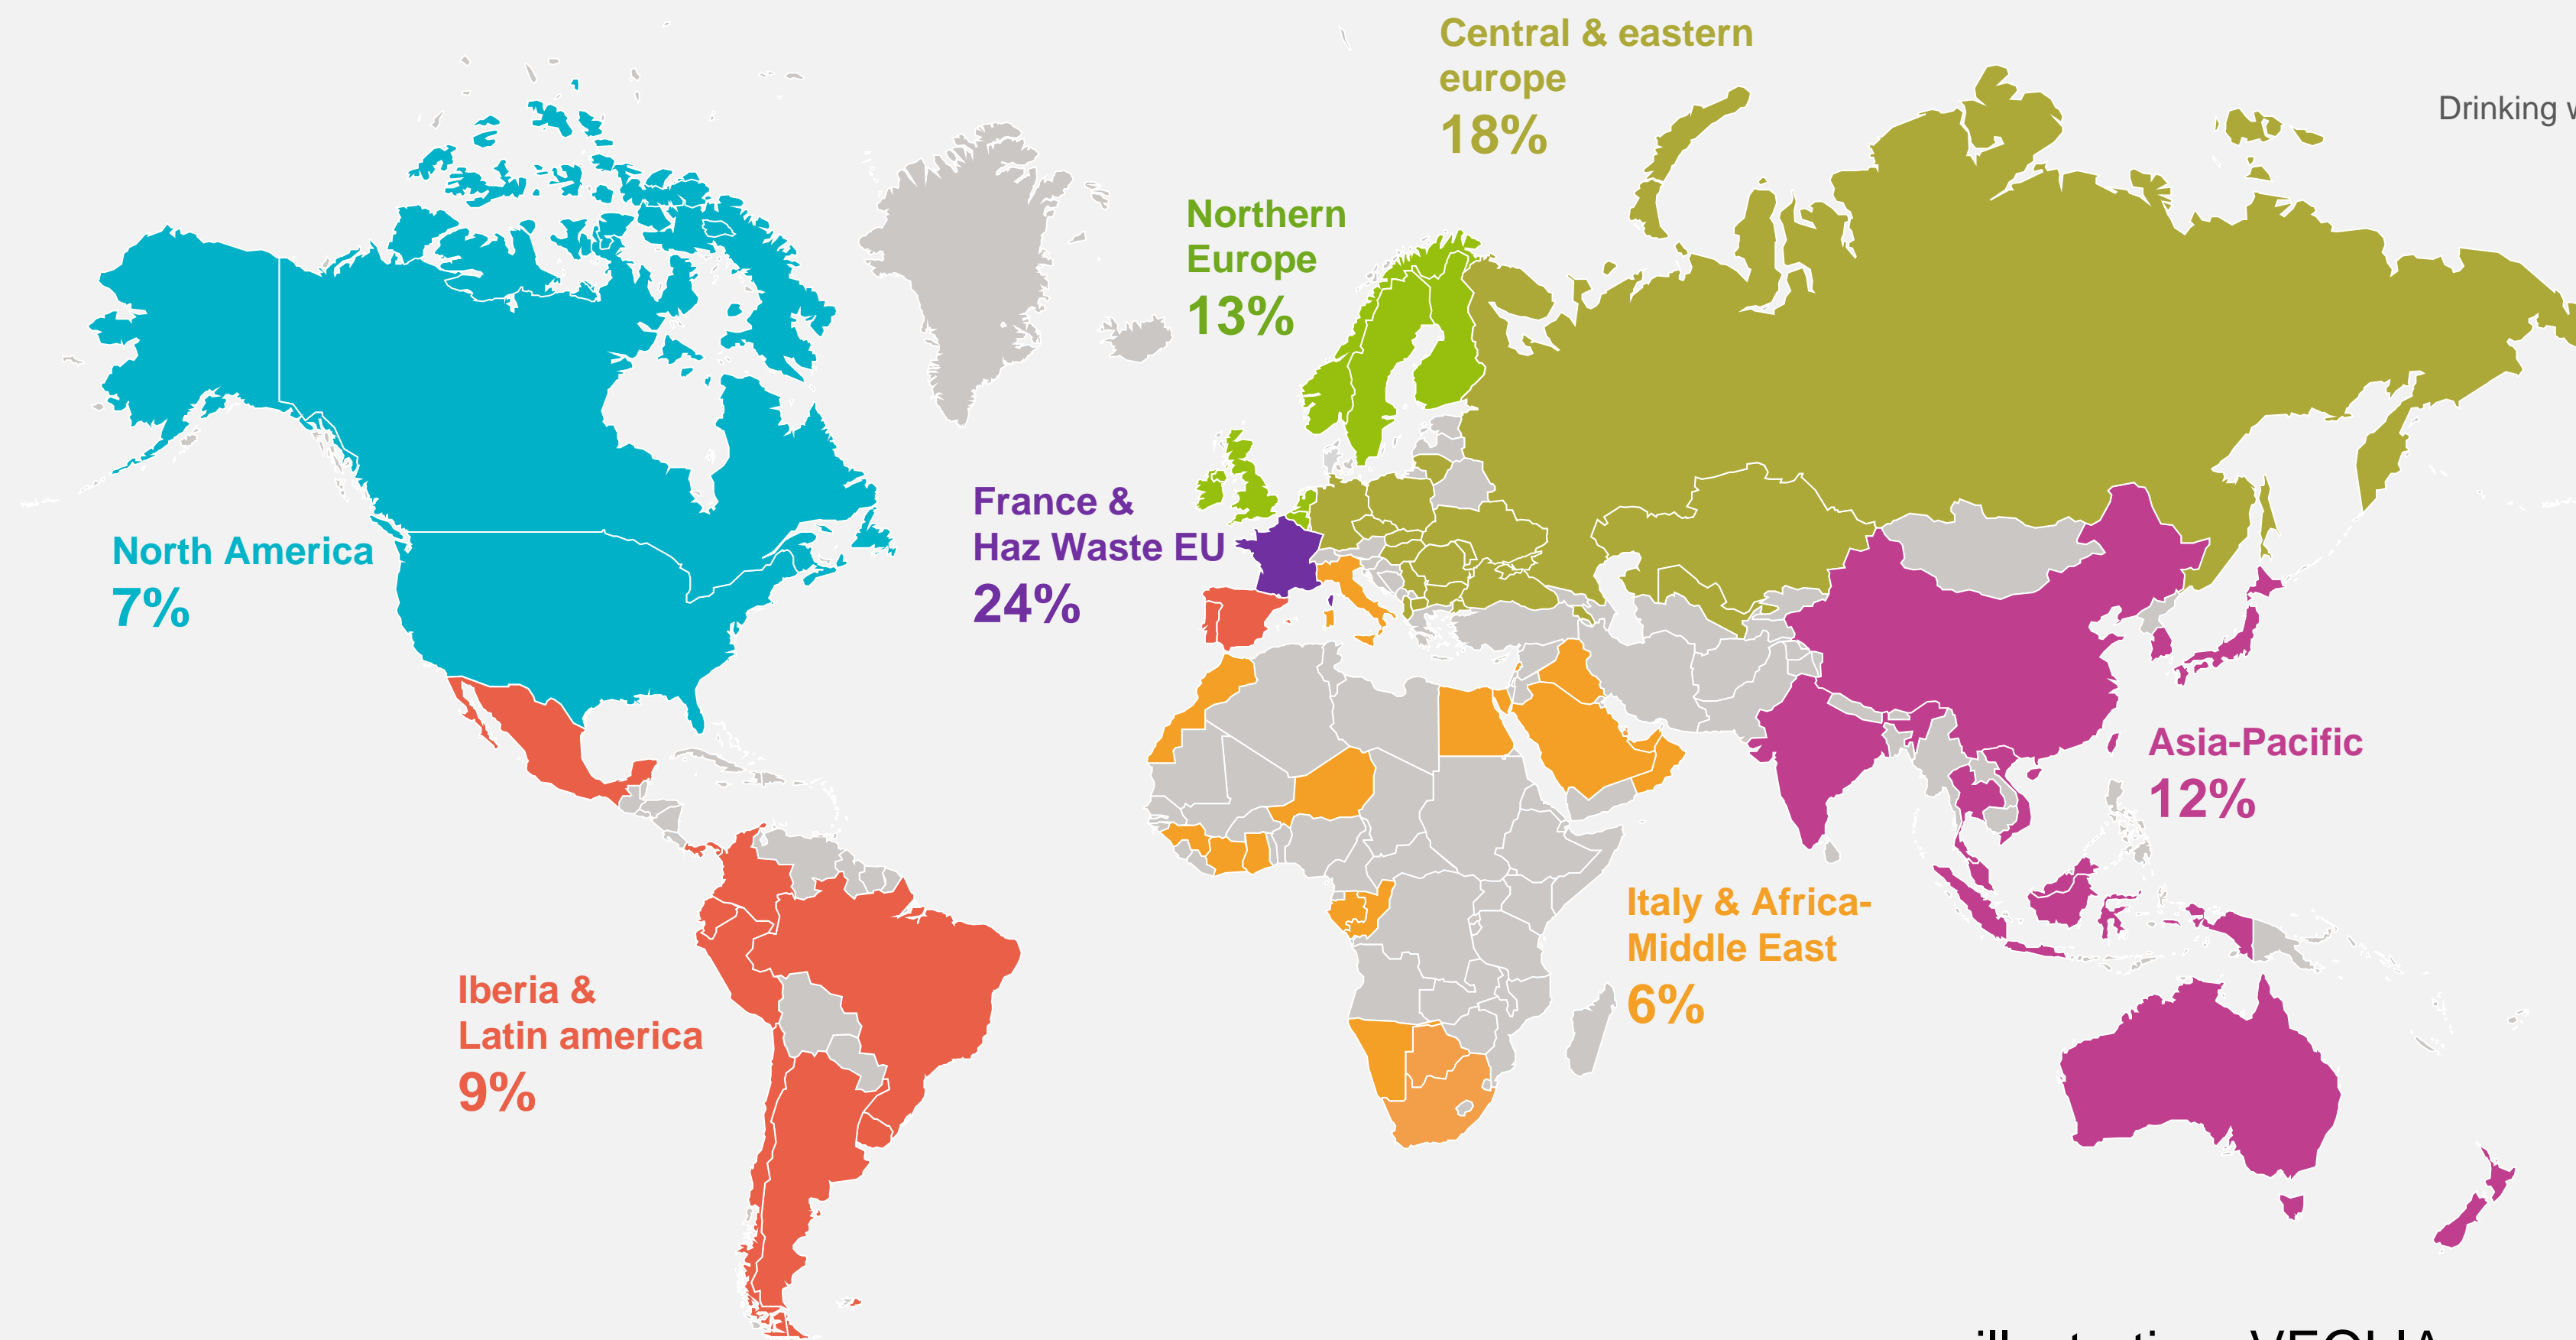 Central & eastern
europe
18%
Drinking
Northern
Europe
13%
France &
Haz Waste EU
24%
North America
7%
Asia-Pacific
12%
Italy & Africa-
Middle East
6%
Iberia &
Latin america
9%